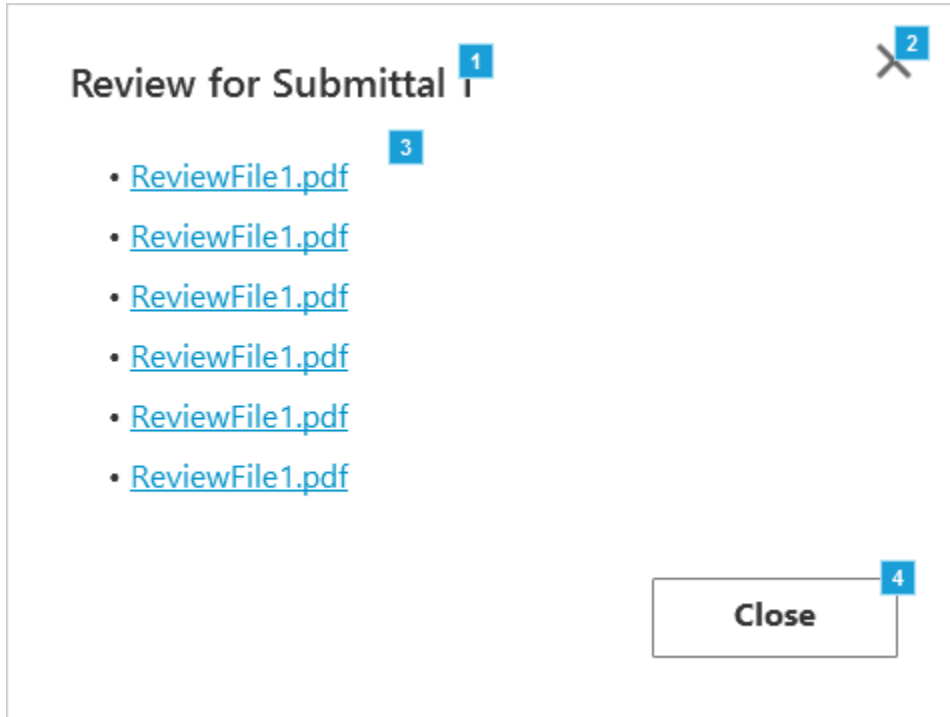 1
2
Review for Submittal 1
3
• ReviewFile1.pdf
• ReviewFile1.pdf
• ReviewFile1.pdf
• ReviewFile1.pdf
• ReviewFile1.pdf
• ReviewFile1.pdf
4
Close